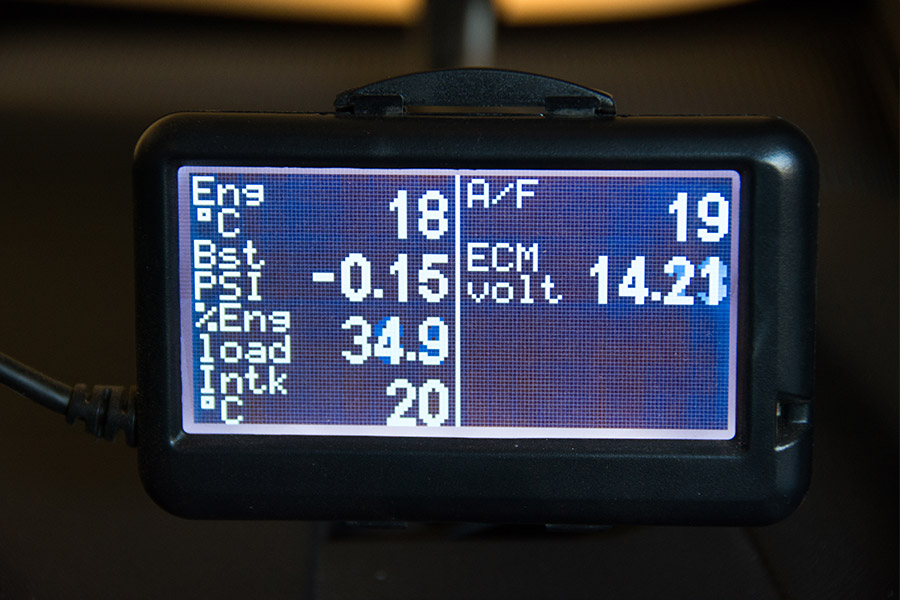 Eng
°C 18
Bst
PSI -0.15
%Eng
load 34.9
Intk
°C 20
A/F 19
ECM
volt 14.21